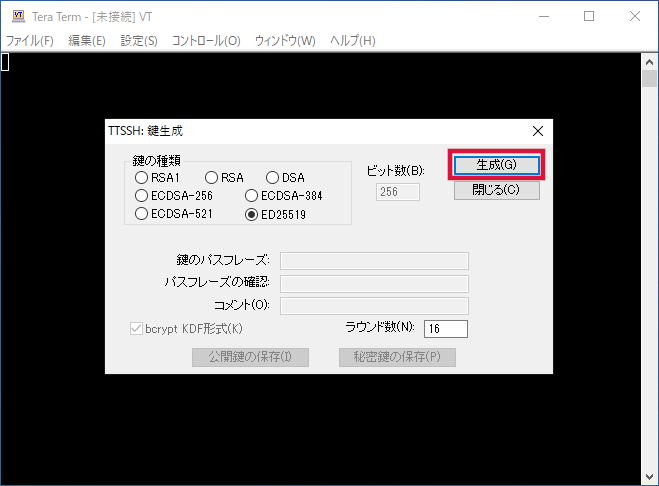 Tera Term - [未接続] VT
ファイル(F) 編集(E) 設定(S) コントロール(O) ウィンドウ(W) ヘルプ(H)
TTSSH: 鍵生成
鍵の種類
RSA1 RSA DSA
ECDSA-256 ECDSA-384
ECDSA-521 ED25519
ビット数(B):
256
生成(G)
閉じる(C)
鍵のパスフレーズ:
パスフレーズの確認:
コメント(O):
bcrypt KDF形式(K) ラウンド数(N): 16
公開鍵の保存(I) 秘密鍵の保存(P)